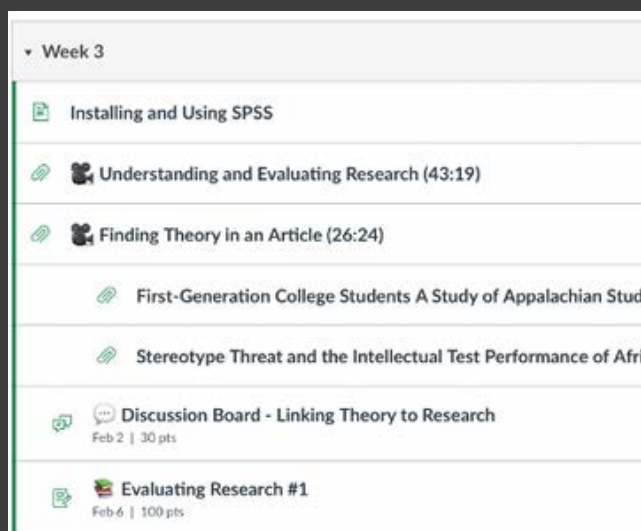 Week 3
Installing and Using SPSS
Understanding and Evaluating Research (43:19)
Finding Theory in an Article (26:24)
First-Generation College Students A Study of Appalachian Stud
Stereotype Threat and the Intellectual Test Performance of Afri
Discussion Board - Linking Theory to Research
Feb 2 | 30 pts
Evaluating Research #1
Feb 6 | 100 pts